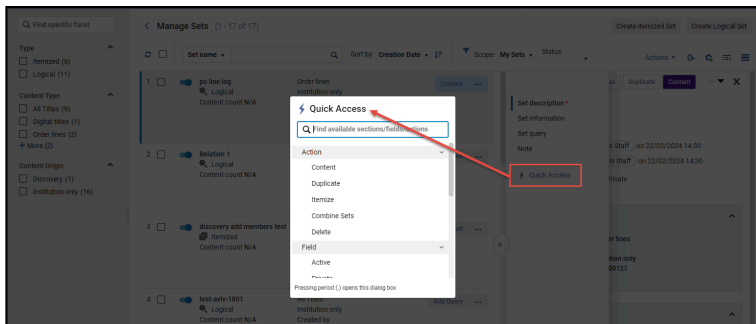 Find specific facet
Manage Sets (1 - 17 of 17)
Create Itemized Set
Create Logical Set
Type
Itemized (6)
Logical (11)
Content Type
All Titles (9)
Digital titles (1)
Order lines (2)
+ More (2)
Content Origin
Discovery (1)
Institution only (16)
Set name
Sort by: Creation Date
Scope: My Sets
Status:
Actions
1
po line log
Logical
Content count N/A
Order lines
Institution only
Content
2
Relation 1
Logical
Content count N/A
3
discovery add members test
Itemized
Content count N/A
4
test-aviv-1801
Logical
Content count N/A
All Titles
Institution only
Created by
Add Query
Quick Access
Find available sections/fields/actions
Action
Content
Duplicate
Itemize
Combine Sets
Delete
Field
Active
Private
Pressing period (.) opens this dialog box
Set description
Set information
Set query
Note
Quick Access
Duplicate
Content
Staff on 22/02/2024 14:30
Staff on 22/02/2024 14:30
rivate
er lines
ution only
00121